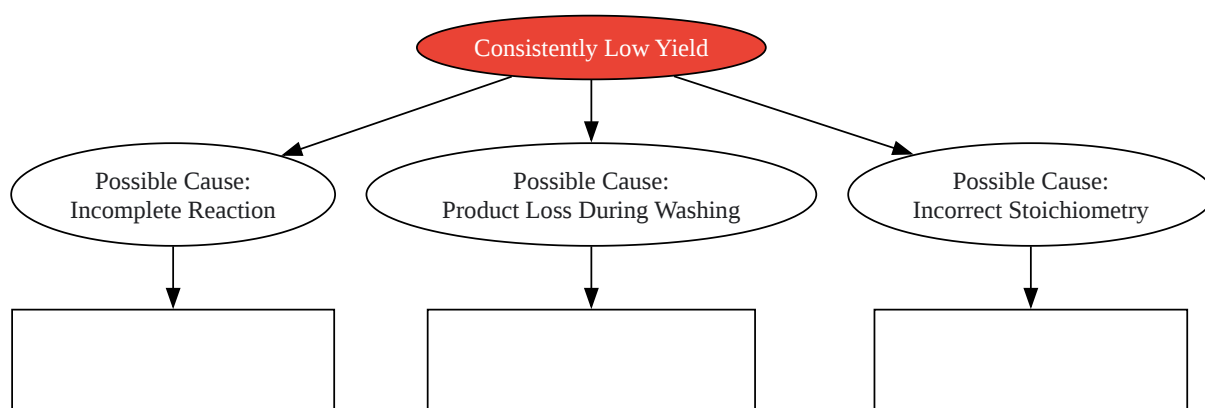 Consistently Low Yield
Possible Cause:
Incomplete Reaction
Possible Cause:
Product Loss During Washing
Possible Cause:
Incorrect Stoichiometry